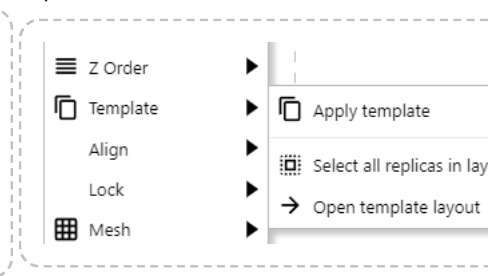 Z Order
Template
Align
Lock
Mesh
Apply template
Select all replicas in lay
Open template layout